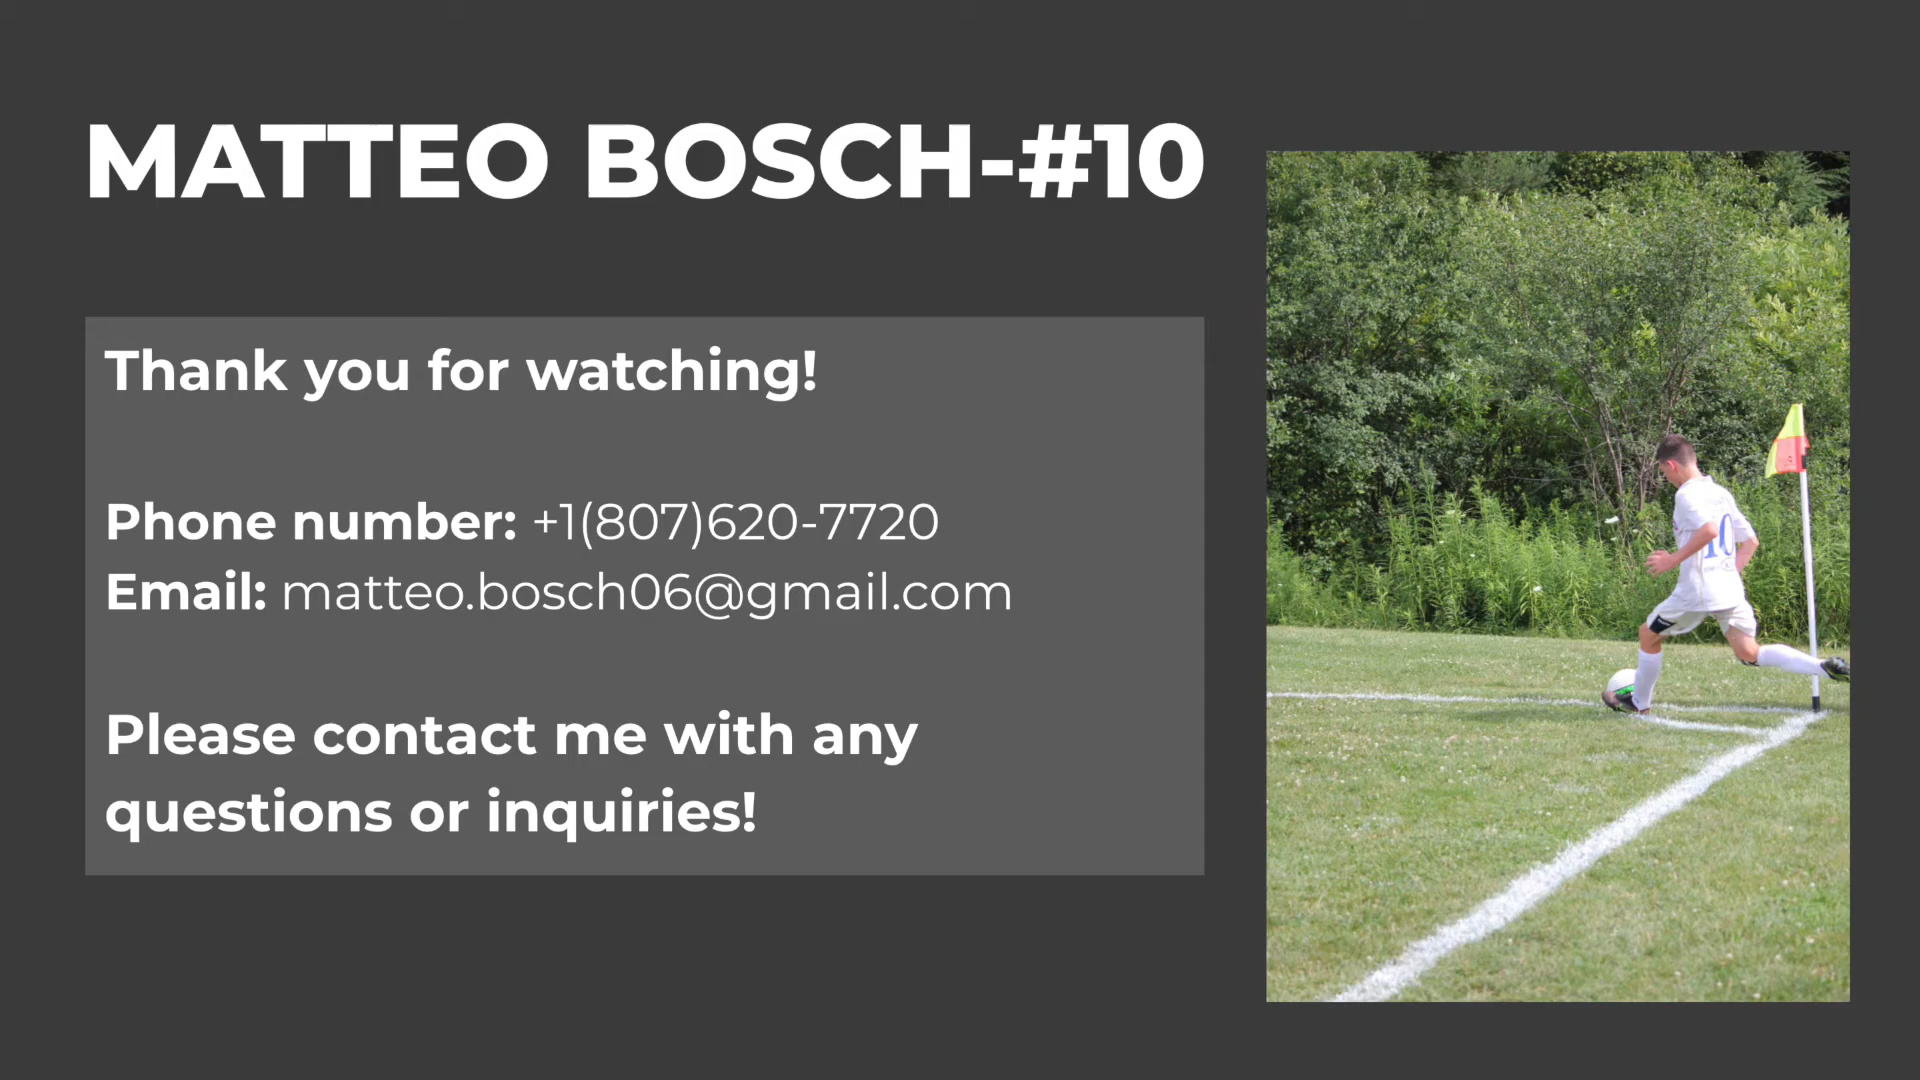 MATTEO BOSCH-#10
Thank you for watching!
Phone number: +1(807)620-7720
Email: matteo.bosch06@gmail.com
Please contact me with any
questions or inquiries!
10